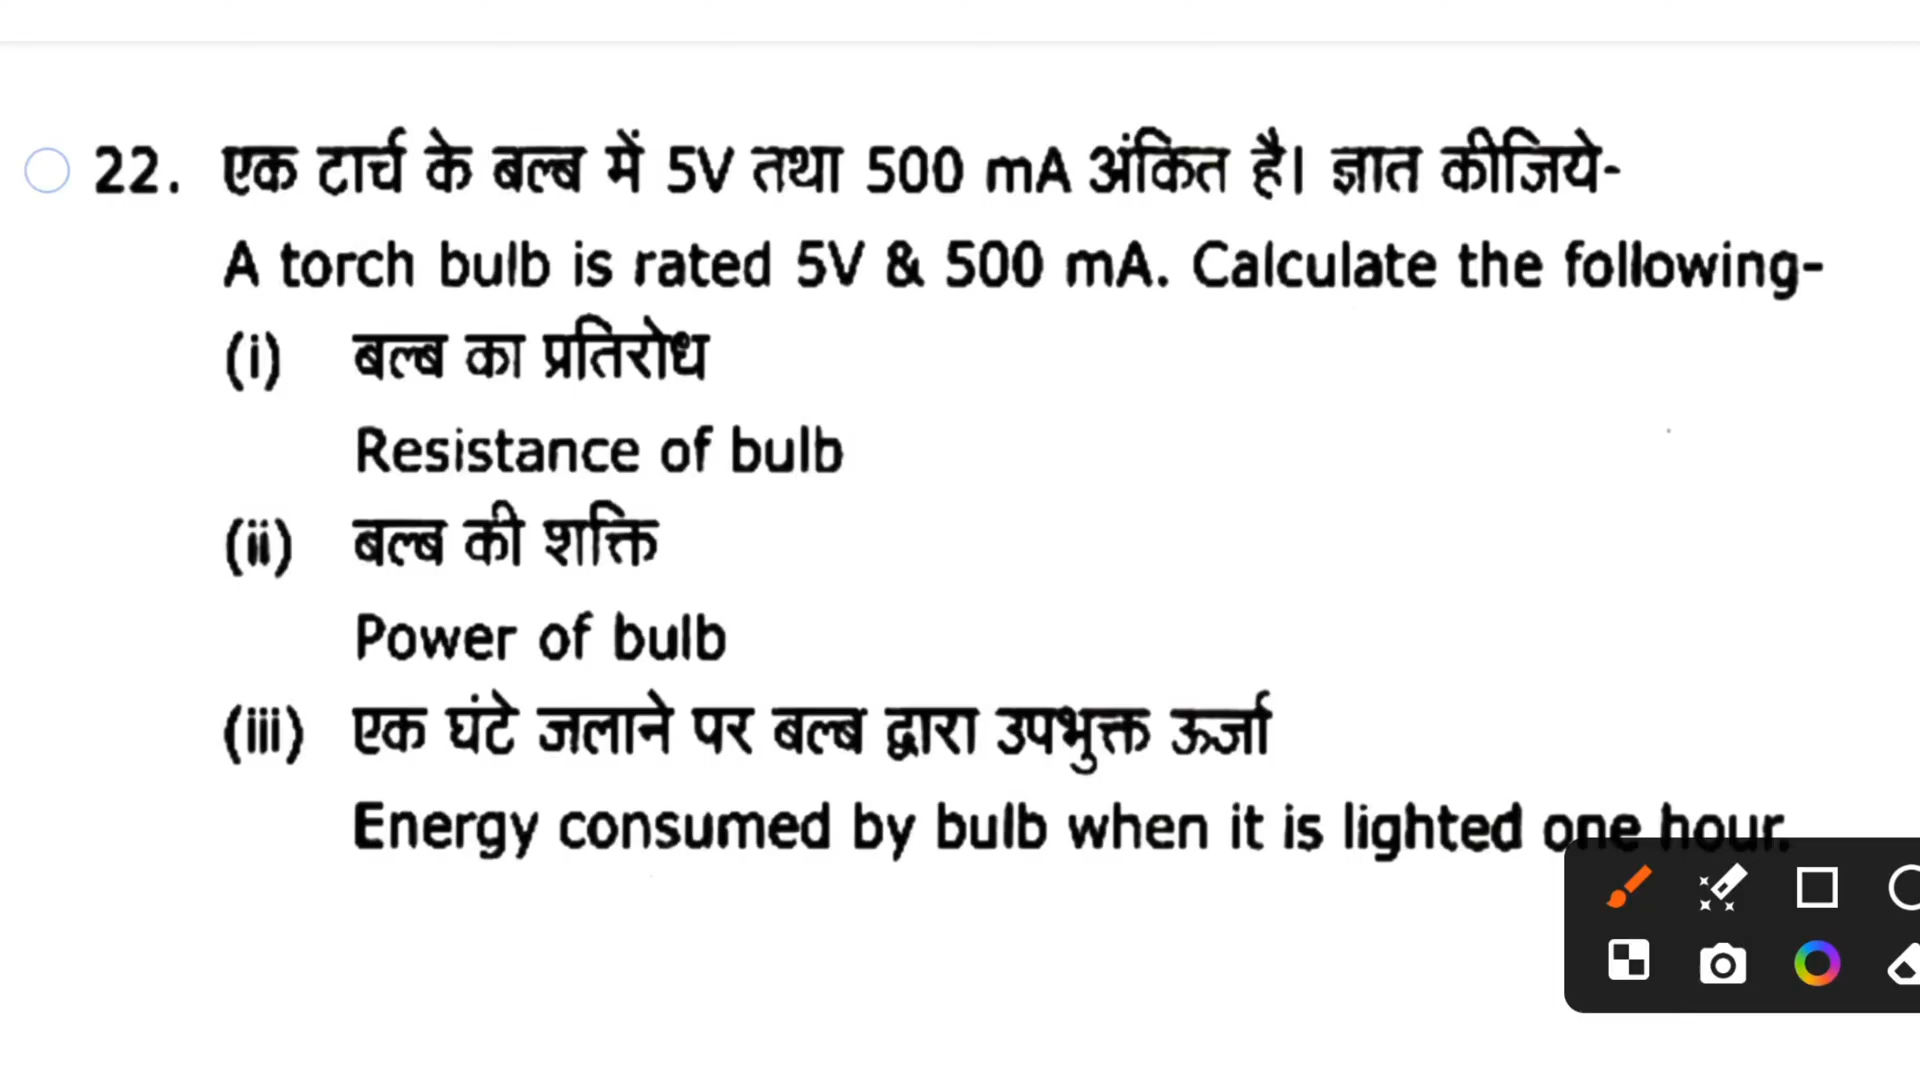 22. एक टार्च के बल्ब में 5V तथा 500 mA अंकित है। ज्ञात कीजिये-
A torch bulb is rated 5V & 500 mA. Calculate the following-
(i) बल्ब का प्रतिरोध
Resistance of bulb
(ii) बल्ब की शक्ति
Power of bulb
(iii) एक घंटे जलाने पर बल्ब द्वारा उपभुक्त ऊर्जा
Energy consumed by bulb when it is lighted one hour.